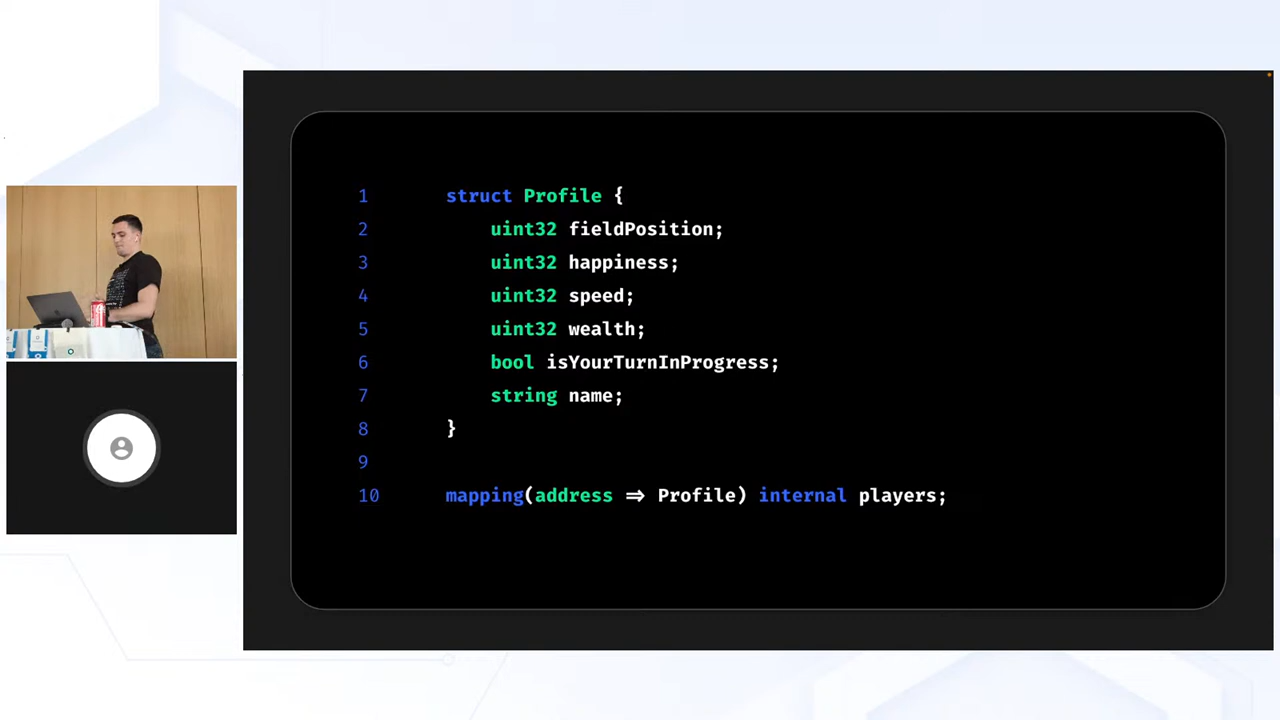 1 struct Profile {
2 uint32 fieldPosition;
3 uint32 happiness;
4 uint32 speed;
5 uint32 wealth;
6 bool isYourTurnInProgress;
7 string name;
8 }
9
10 mapping(address => Profile) internal players;